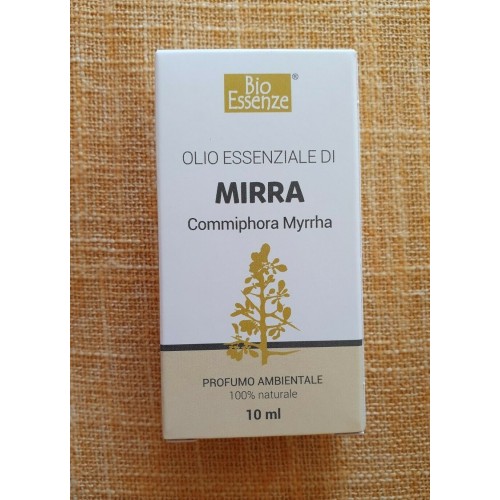 Bio
Essenze®
OLIO ESSENZIALE DI
MIRRA
Commiphora Myrrha
PROFUMO AMBIENTALE
100% naturale
10 ml